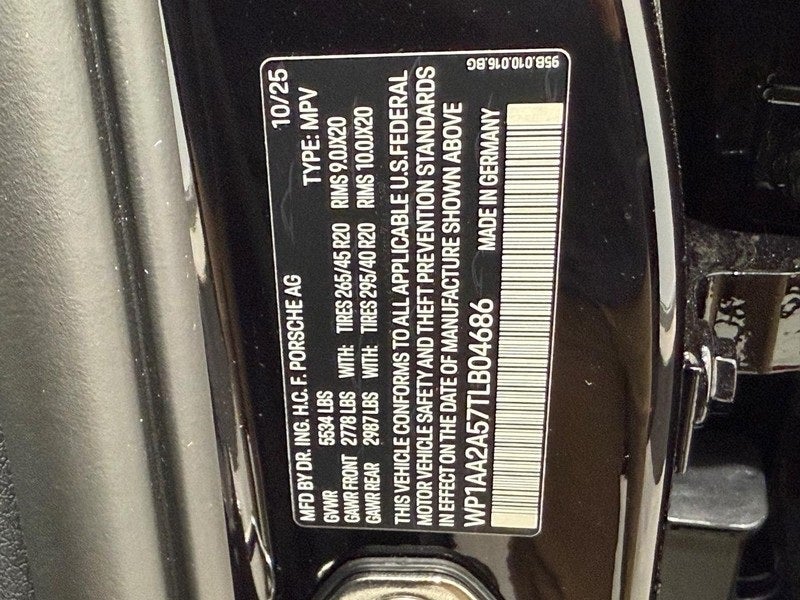 MFD BY DR. ING. H.C. F. PORSCHE AG 10/25
GVWR 5534 LBS TYPE: MPV
GAWR FRONT 2778 LBS WITH: TIRES 265/45 R20 RIMS 9.0JX20
GAWR REAR 2987 LBS WITH: TIRES 295/40 R20 RIMS 10.0JX20
THIS VEHICLE CONFORMS TO ALL APPLICABLE U.S. FEDERAL
MOTOR VEHICLE SAFETY AND THEFT PREVENTION STANDARDS
IN EFFECT ON THE DATE OF MANUFACTURE SHOWN ABOVE
WP1AA2A57TLB04686 MADE IN GERMANY
95B.010.016.BG